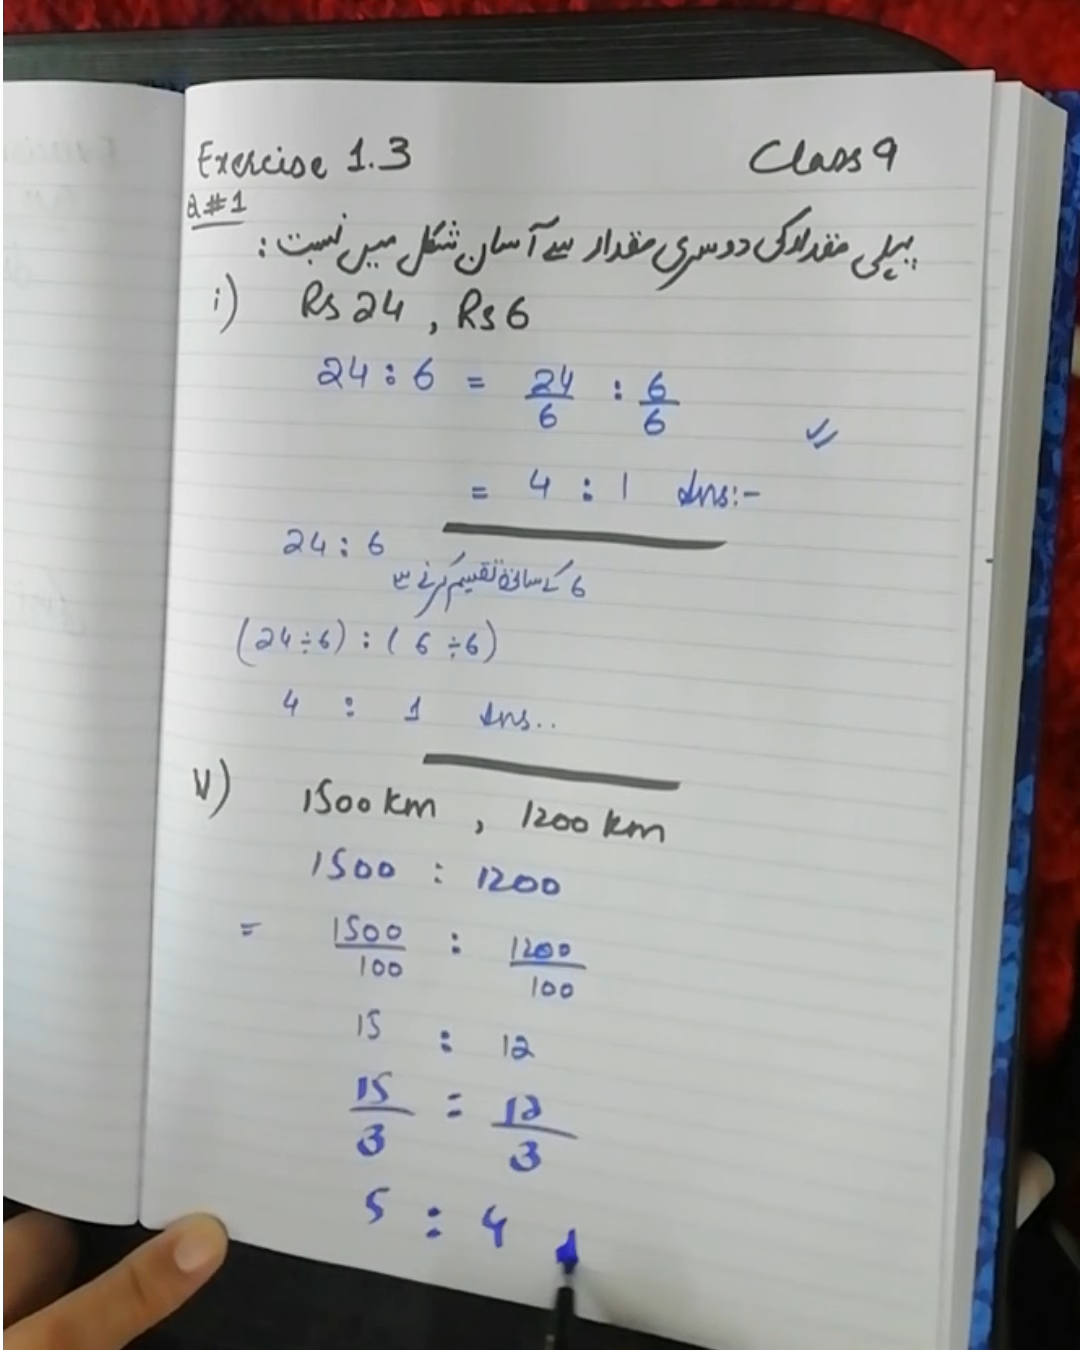 Exercise 1.3 Class 9
Q#1
پہلی مقدار کی دوسری مقدار سے آسان شکل میں نسبت :
i) Rs 24 , Rs 6
24 : 6 = 24/6 : 6/6
= 4 : 1 Ans:-
24 : 6
6 کے ساتھ تقسیم کرنے سے
(24÷6) : (6÷6)
4 : 1 Ans..
V) 1500 km , 1200 km
1500 : 1200
= 1500/100 : 1200/100
15 : 12
15/3 : 12/3
5 : 4